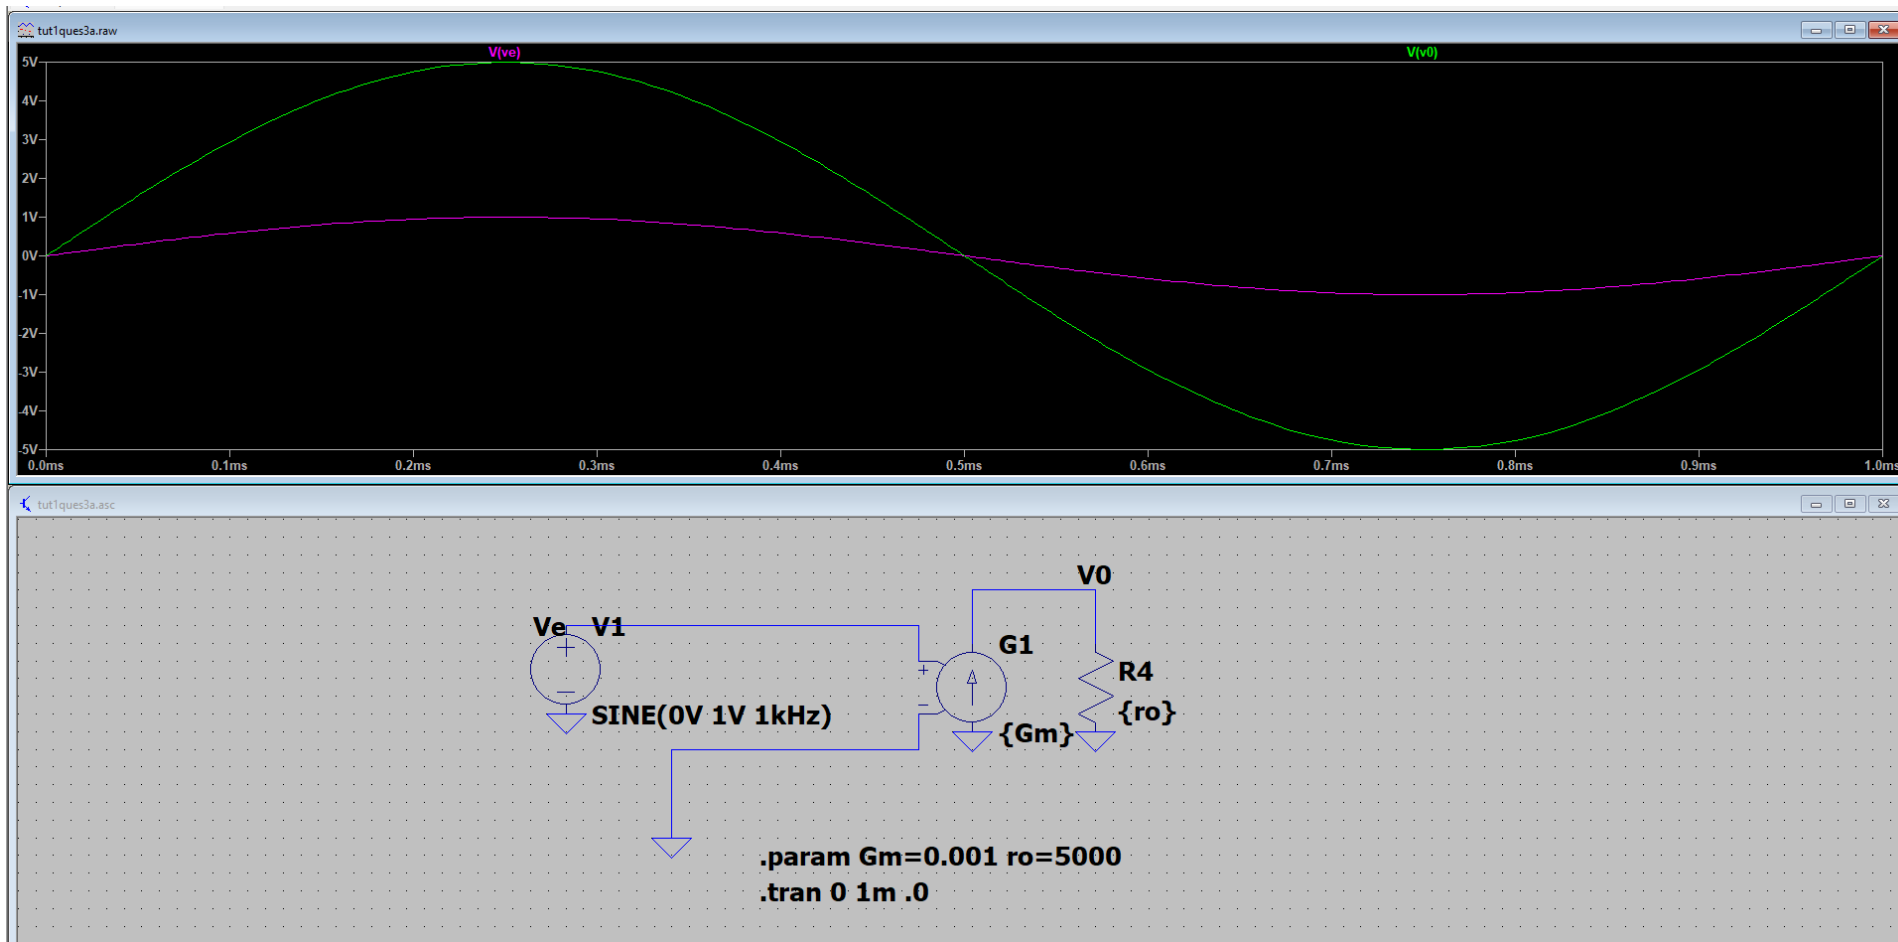 tut1ques3a.raw
V(ve) V(v0)
5V
4V
3V
2V
1V
0V
-1V
-2V
-3V
-4V
-5V
0.0ms 0.1ms 0.2ms 0.3ms 0.4ms 0.5ms 0.6ms 0.7ms 0.8ms 0.9ms 1.0ms
tut1ques3a.asc
V0
Ve V1
G1
R4
SINE(0V 1V 1kHz)
{Gm}
{ro}
.param Gm=0.001 ro=5000
.tran 0 1m .0